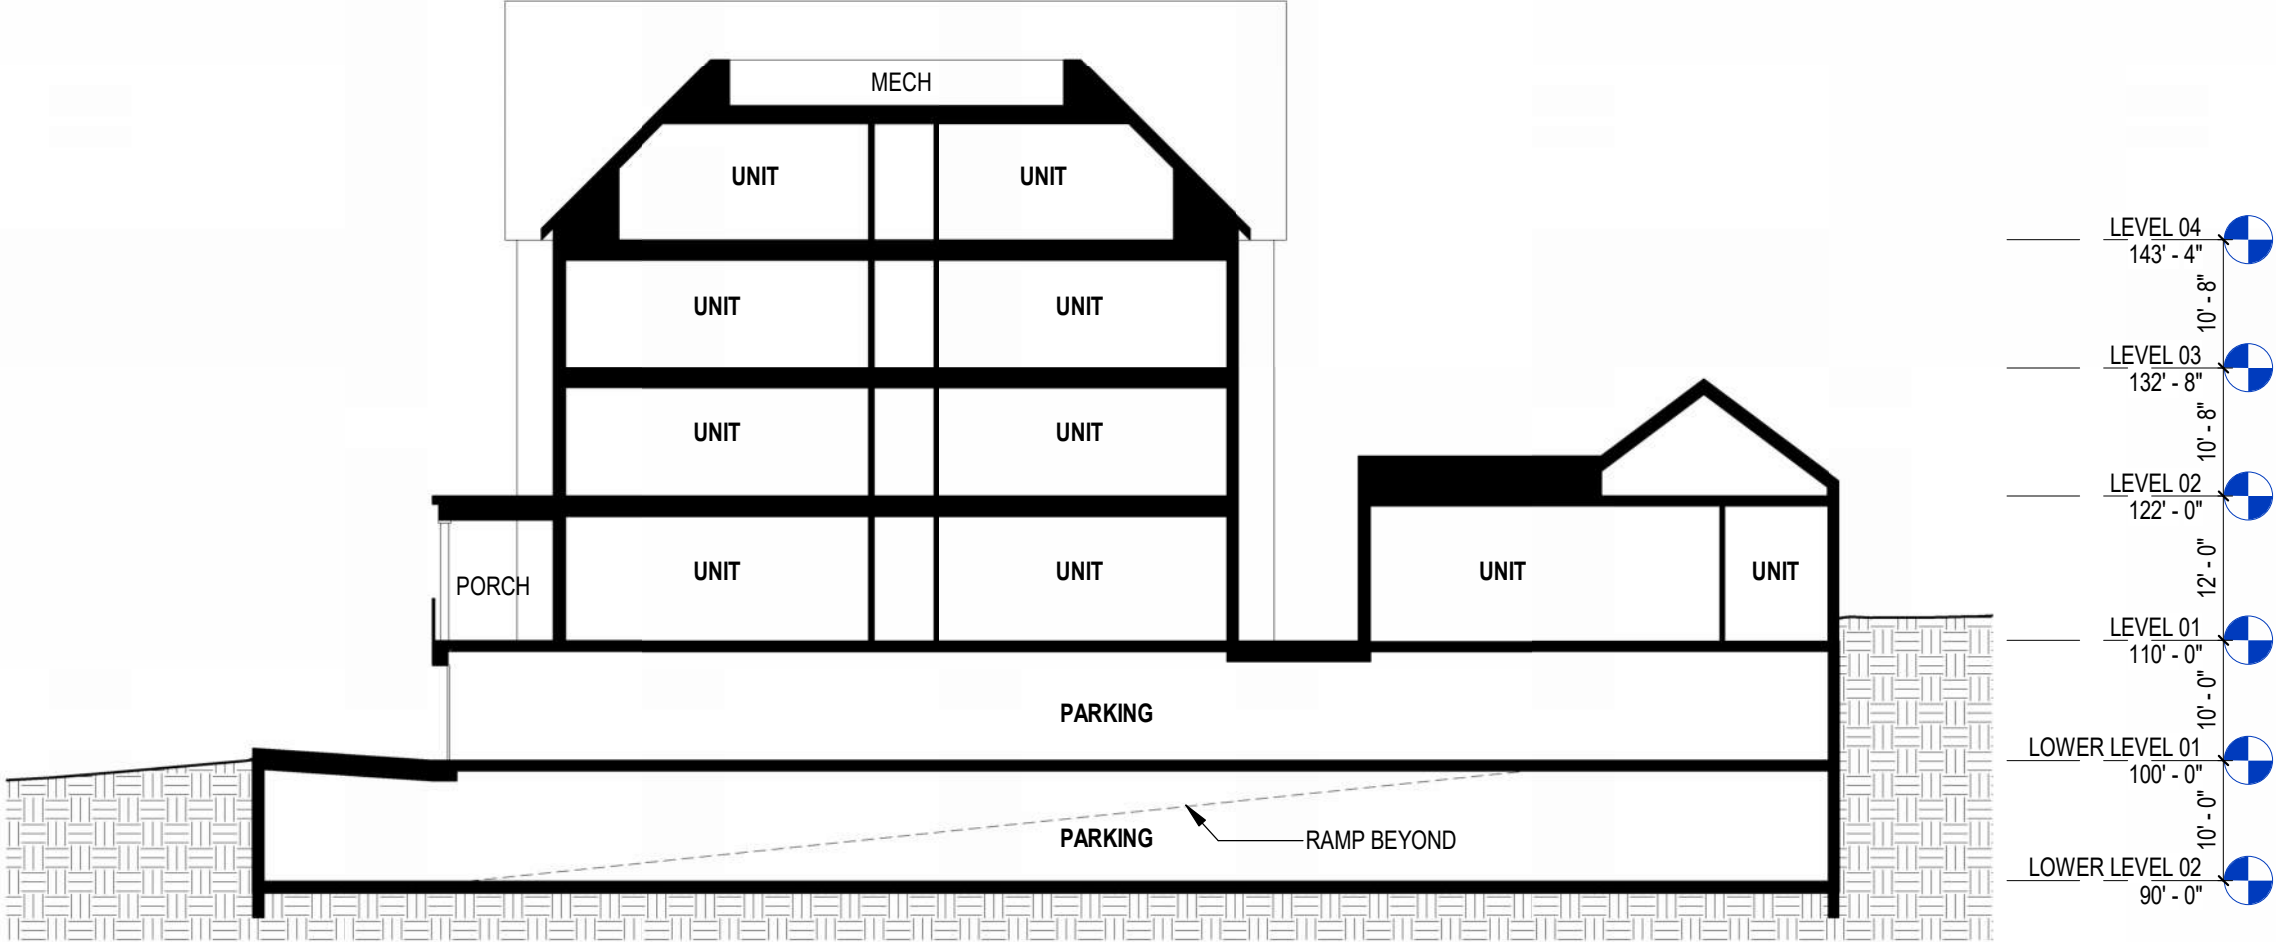 MECH
UNIT UNIT
LEVEL 04
143' - 4"
10' - 8"
UNIT UNIT
LEVEL 03
132' - 8"
10' - 8"
UNIT UNIT
LEVEL 02
122' - 0"
12' - 0"
PORCH UNIT UNIT UNIT UNIT
LEVEL 01
110' - 0"
10' - 0"
PARKING
LOWER LEVEL 01
100' - 0"
10' - 0"
PARKING RAMP BEYOND
LOWER LEVEL 02
90' - 0"